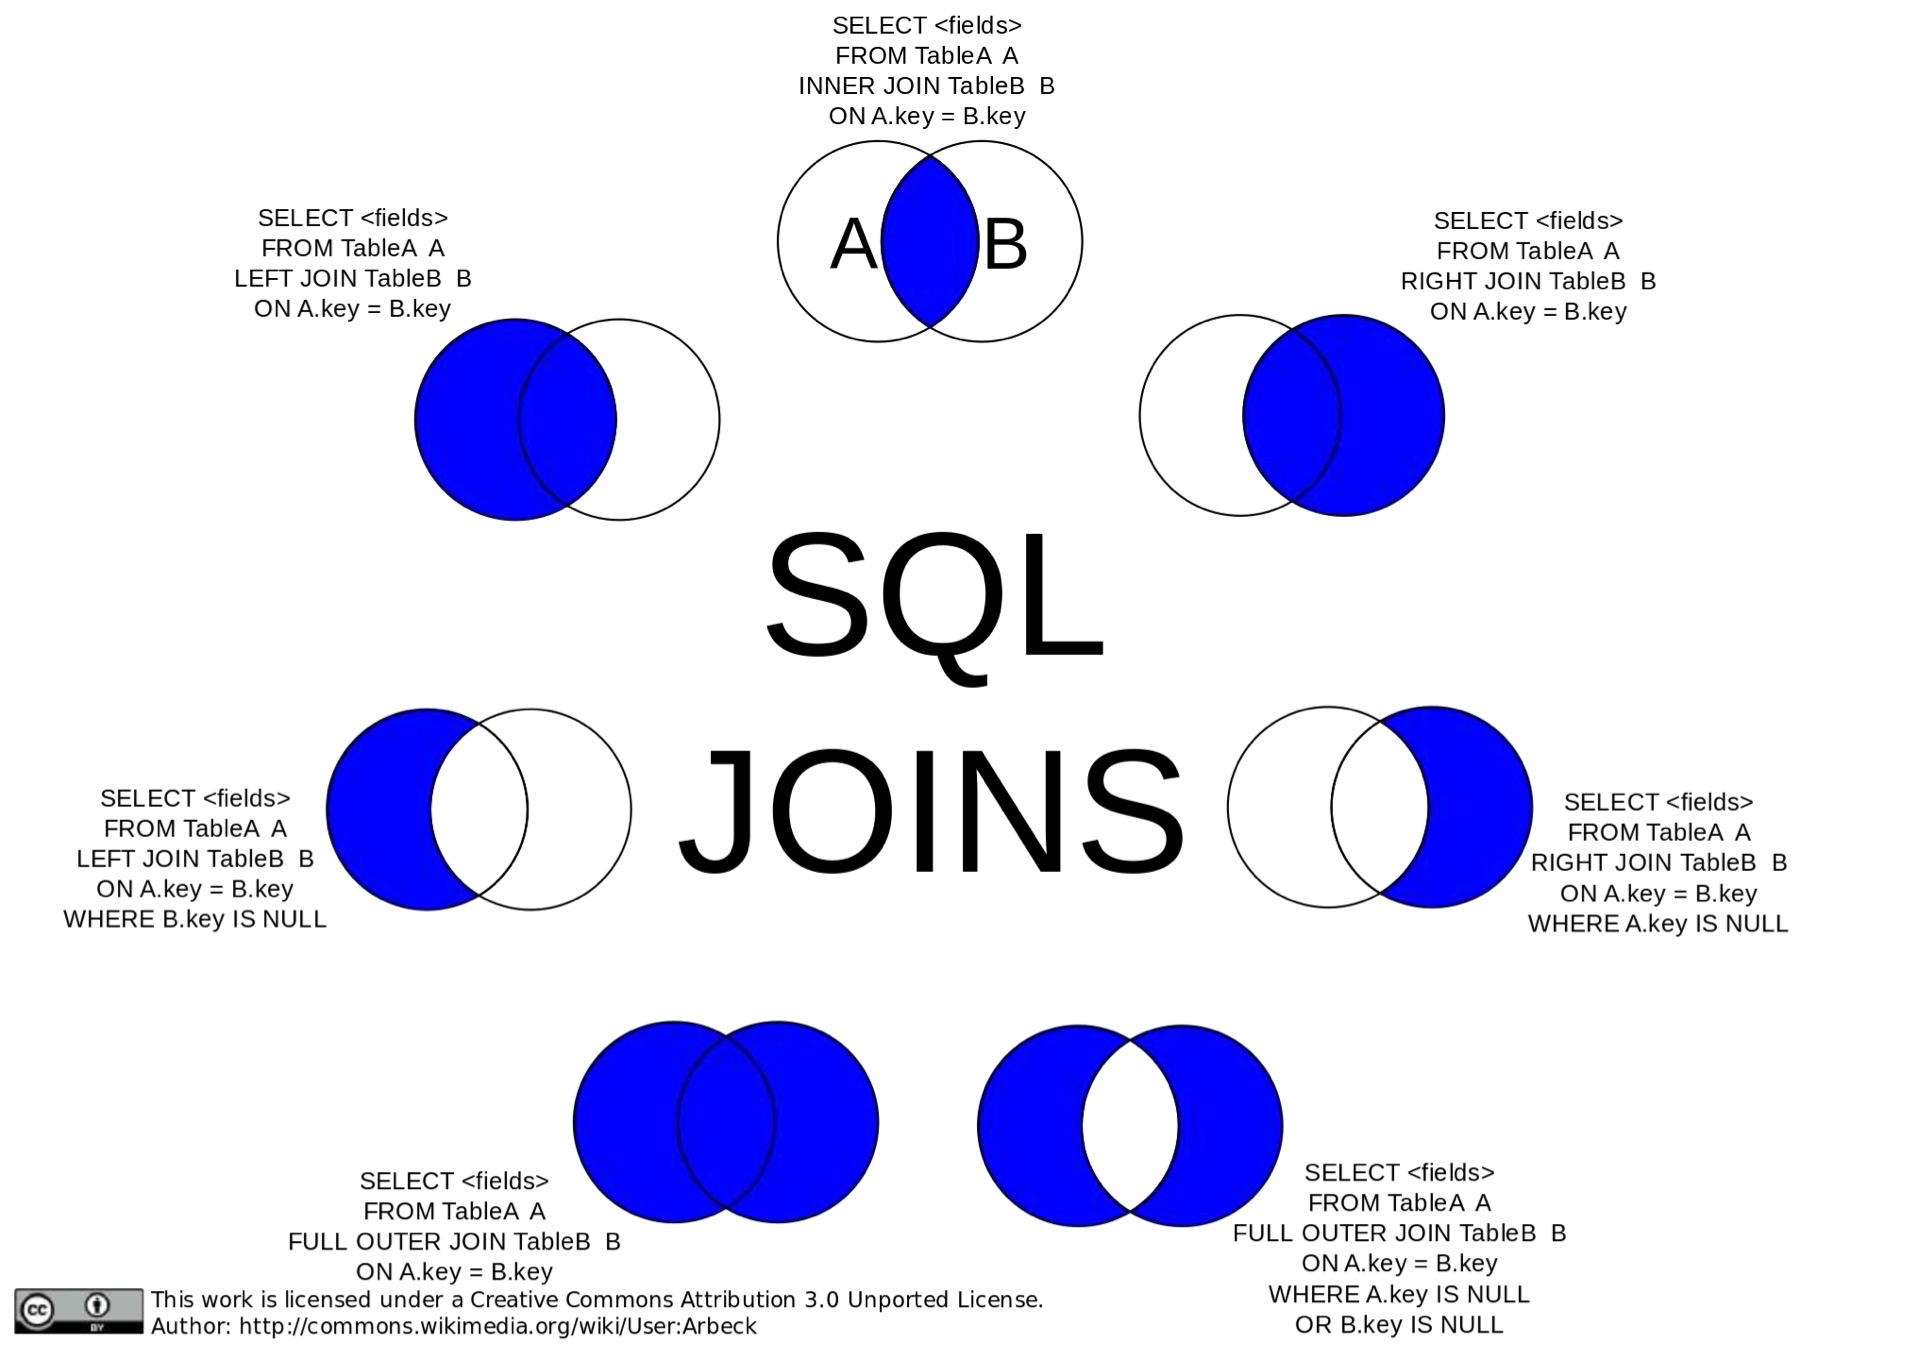 SELECT <fields>
FROM TableA A
INNER JOIN TableB B
ON A.key = B.key
A B
SELECT <fields>
FROM TableA A
LEFT JOIN TableB B
ON A.key = B.key
SELECT <fields>
FROM TableA A
RIGHT JOIN TableB B
ON A.key = B.key
SQL
JOINS
SELECT <fields>
FROM TableA A
LEFT JOIN TableB B
ON A.key = B.key
WHERE B.key IS NULL
SELECT <fields>
FROM TableA A
RIGHT JOIN TableB B
ON A.key = B.key
WHERE A.key IS NULL
SELECT <fields>
FROM TableA A
FULL OUTER JOIN TableB B
ON A.key = B.key
SELECT <fields>
FROM TableA A
FULL OUTER JOIN TableB B
ON A.key = B.key
WHERE A.key IS NULL
OR B.key IS NULL
cc
BY
This work is licensed under a Creative Commons Attribution 3.0 Unported License.
Author: http://commons.wikimedia.org/wiki/User:Arbeck